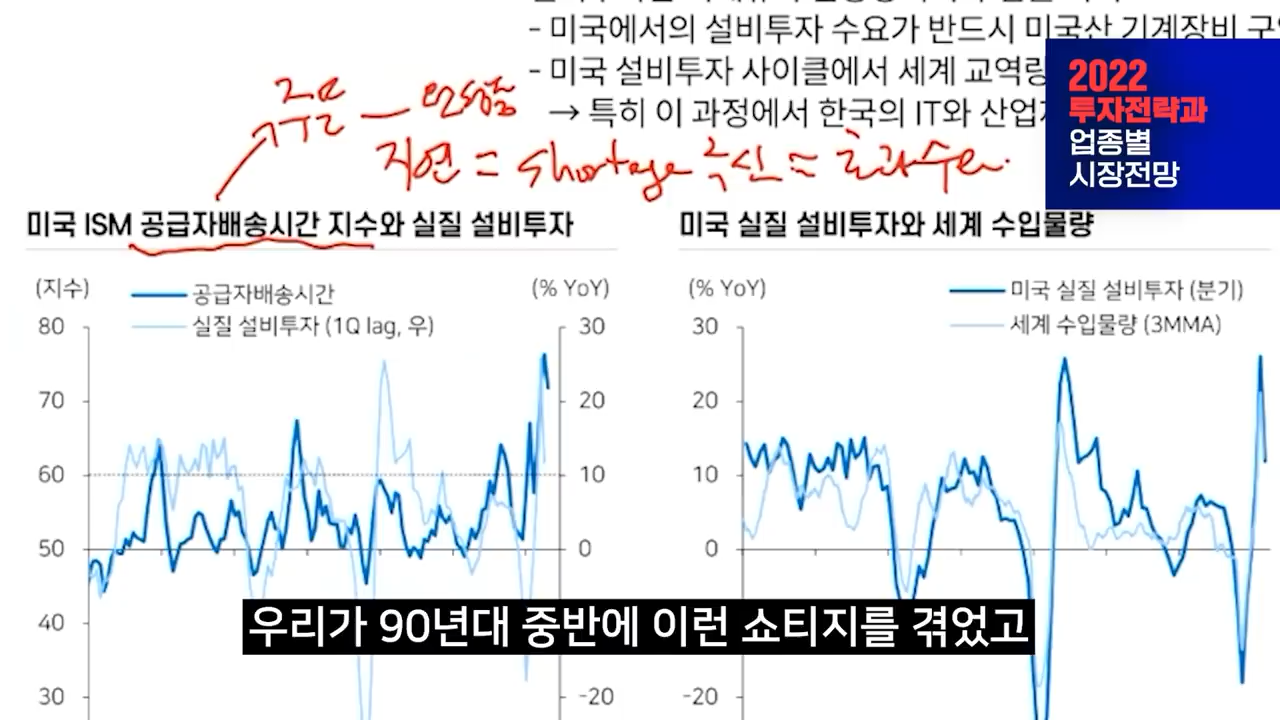 - 미국에서의 설비투자 수요가 반드시 미국산 기계장비 구
- 미국 설비투자 사이클에서 세계 교역량
→ 특히 이 과정에서 한국의 IT와 산업
2022
투자전략과
업종별
시장전망
지연 = shortage
미국 ISM 공급자배송시간 지수와 실질 설비투자
미국 실질 설비투자와 세계 수입물량
(지수)
공급자배송시간
실질 설비투자 (1Q lag, 우)
(% YoY)
80
70
60
50
40
30
30
20
10
0
-20
(% YoY)
미국 실질 설비투자 (분기)
세계 수입물량 (3MMA)
30
20
10
0
-20
우리가 90년대 중반에 이런 쇼티지를 겪었고